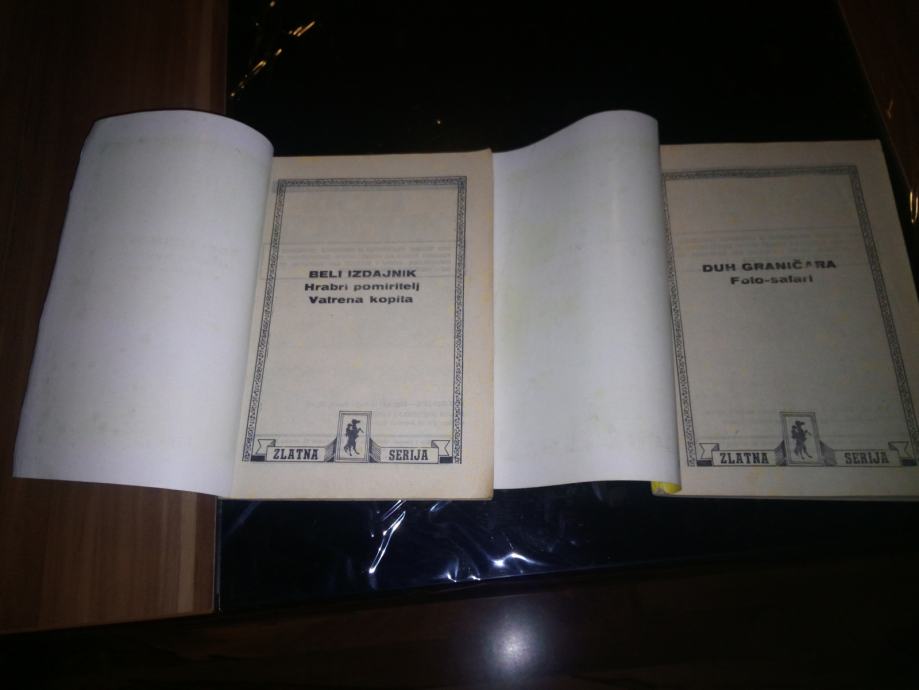 BELI IZDAJNIK
Hrabri pomiritelj
Vatrena kopita
ZLATNA SERIJA
DUH GRANIČARA
Foto-safari
ZLATNA SERIJA